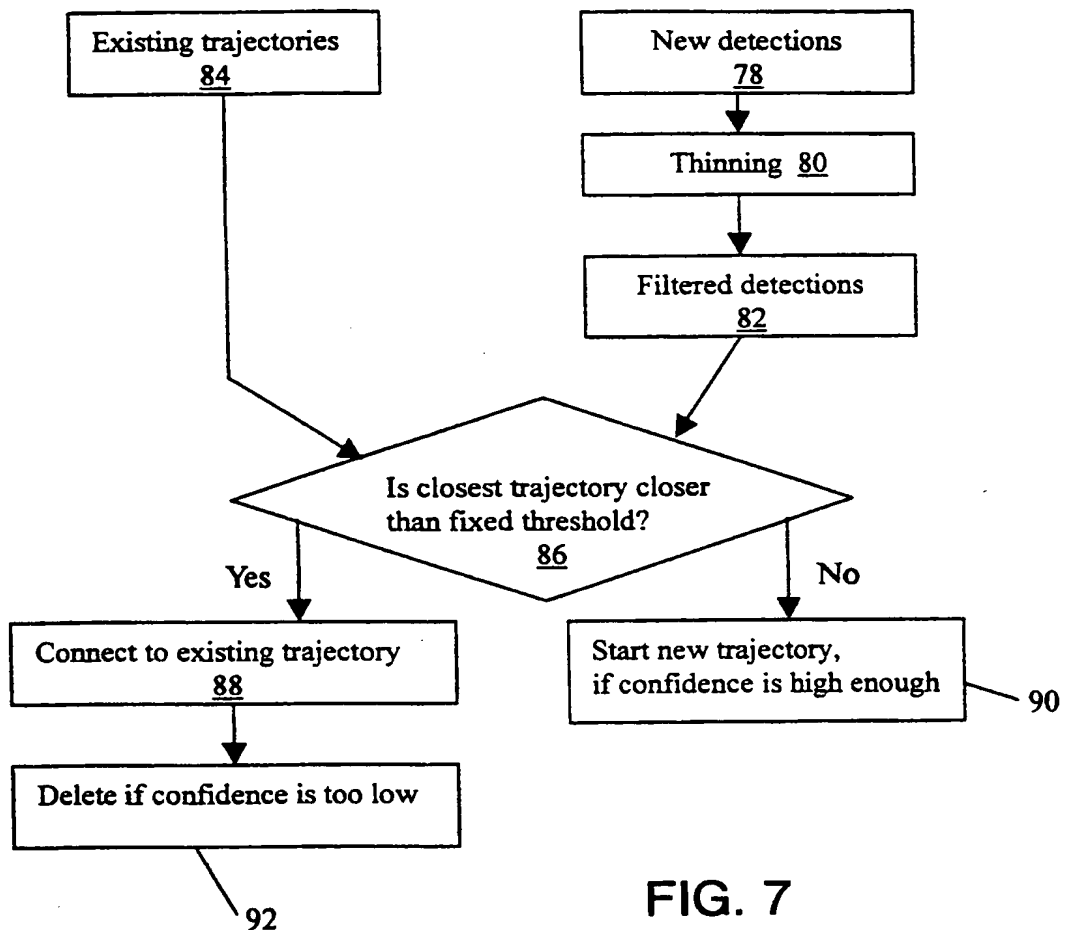 Existing trajectories
84
New detections
78
Thinning 80
Filtered detections
82
Is closest trajectory closer
than fixed threshold?
86
Yes
No
Connect to existing trajectory
88
Start new trajectory,
if confidence is high enough
90
Delete if confidence is too low
92
FIG. 7